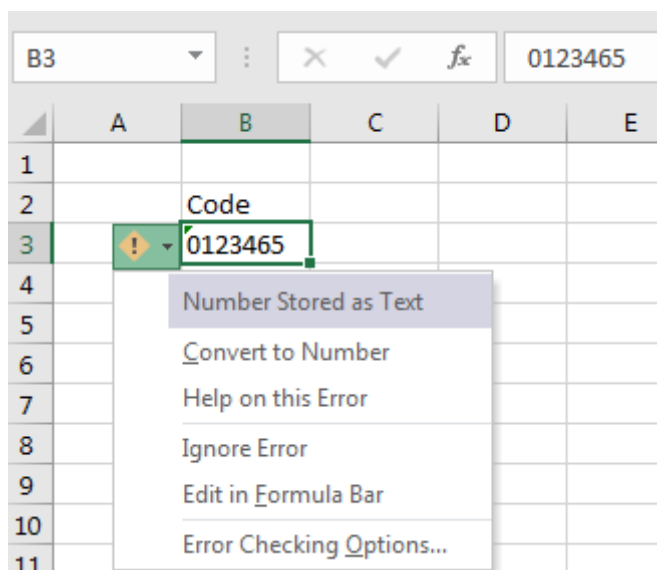 B3 fx 0123465
A B C D E
1
2 Code
3 ! 0123465
4
Number Stored as Text
5
6 Convert to Number
7 Help on this Error
8 Ignore Error
9 Edit in Formula Bar
10
Error Checking Options...
11